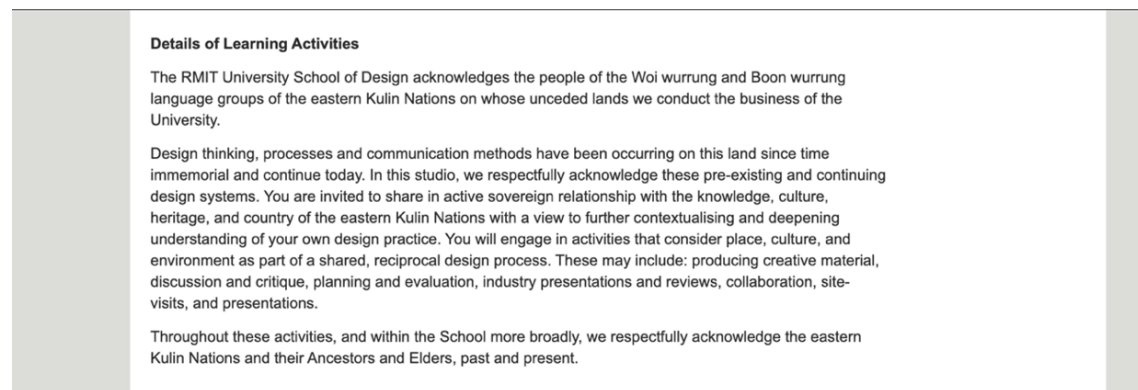 Details of Learning Activities
The RMIT University School of Design acknowledges the people of the Woi wurrung and Boon wurrung
language groups of the eastern Kulin Nations on whose unceded lands we conduct the business of the
University.
Design thinking, processes and communication methods have been occurring on this land since time
immemorial and continue today. In this studio, we respectfully acknowledge these pre-existing and continuing
design systems. You are invited to share in active sovereign relationship with the knowledge, culture,
heritage, and country of the eastern Kulin Nations with a view to further contextualising and deepening
understanding of your own design practice. You will engage in activities that consider place, culture, and
environment as part of a shared, reciprocal design process. These may include: producing creative material,
discussion and critique, planning and evaluation, industry presentations and reviews, collaboration, site-
visits, and presentations.
Throughout these activities, and within the School more broadly, we respectfully acknowledge the eastern
Kulin Nations and their Ancestors and Elders, past and present.